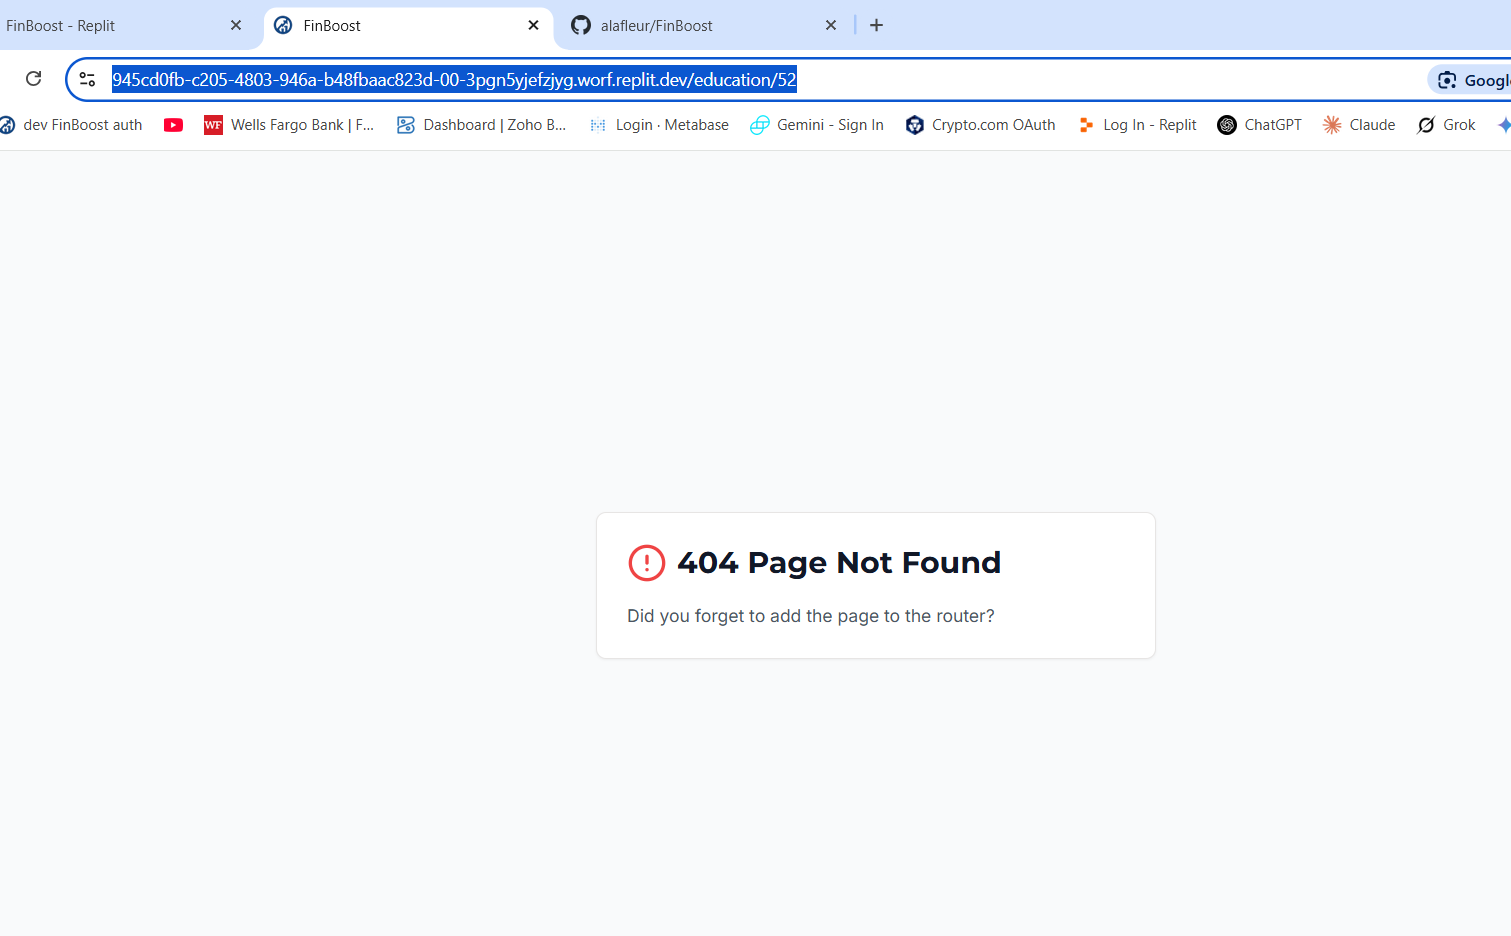 FinBoost - Replit
FinBoost
alafleur/FinBoost
945cd0fb-c205-4803-946a-b48fbaac823d-00-3pgn5yjefzjyg.worf.replit.dev/education/52
Googl
dev FinBoost auth
WF
Wells Fargo Bank | F...
Dashboard | Zoho B...
Login · Metabase
Gemini - Sign In
Crypto.com OAuth
Log In - Replit
ChatGPT
Claude
Grok
404 Page Not Found
Did you forget to add the page to the router?